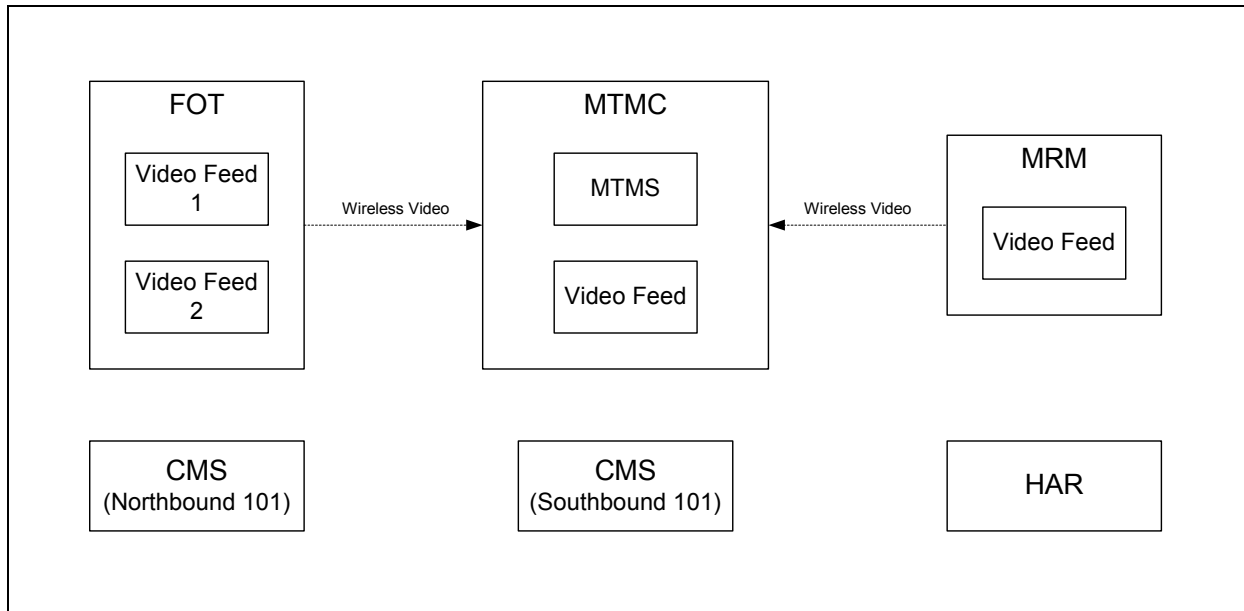 FOT
Video Feed
1
Video Feed
2
Wireless Video
MTMC
MTMS
Video Feed
Wireless Video
MRM
Video Feed
CMS
(Northbound 101)
CMS
(Southbound 101)
HAR